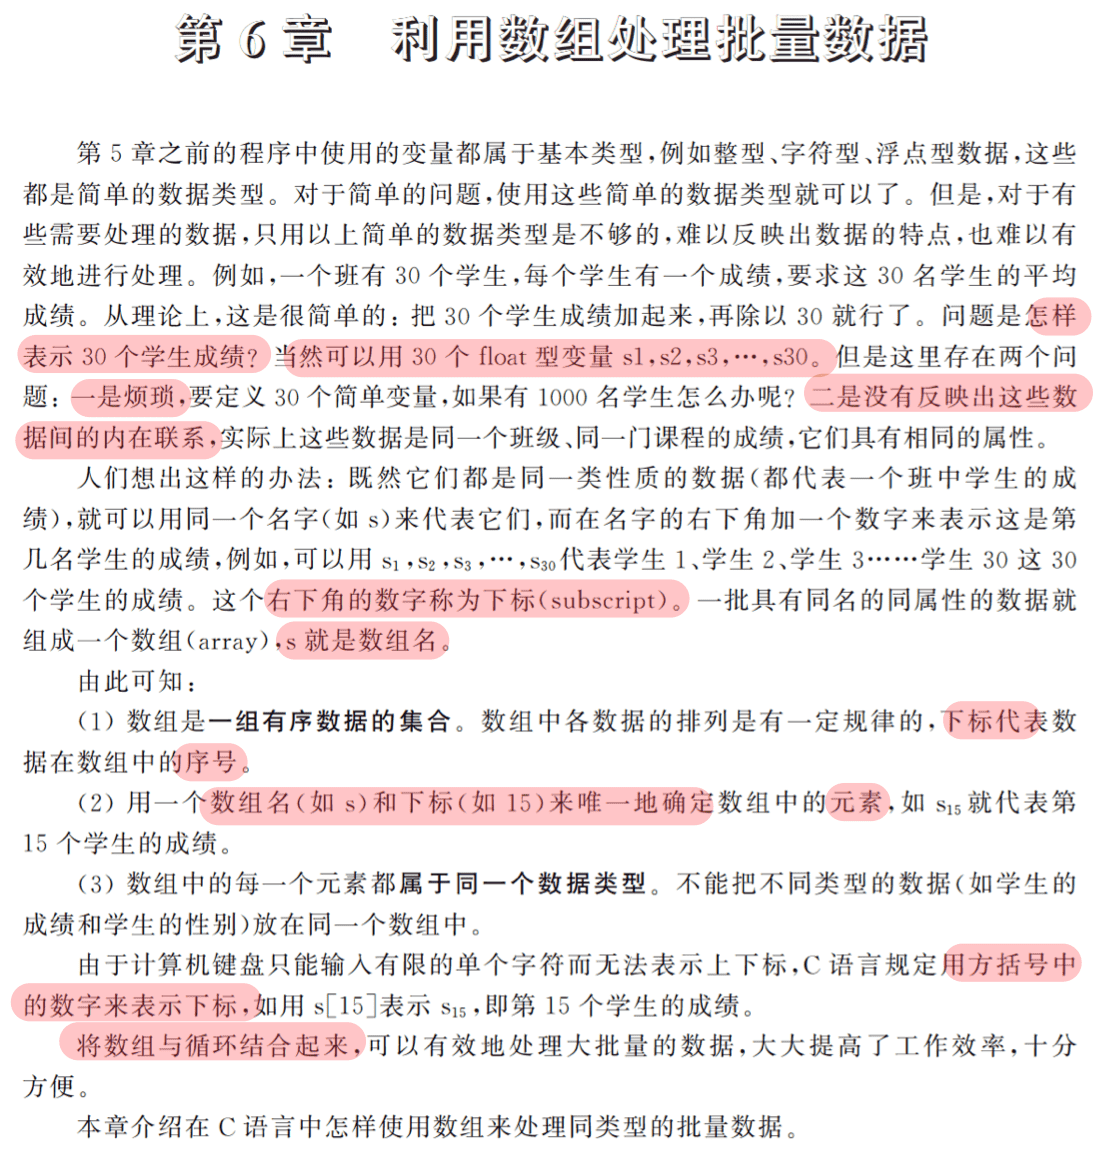 第 6 章 利用数组处理批量数据
第 5 章之前的程序中使用的变量都属于基本类型,例如整型、字符型、浮点型数据,这些
都是简单的数据类型。对于简单的问题,使用这些简单的数据类型就可以了。但是,对于有
些需要处理的数据,只用以上简单的数据类型是不够的,难以反映出数据的特点,也难以有
效地进行处理。例如,一个班有 30 个学生,每个学生有一个成绩,要求这 30 名学生的平均
成绩。从理论上,这是很简单的：把 30 个学生成绩加起来,再除以 30 就行了。问题是怎样
表示 30 个学生成绩? 当然可以用 30 个 float 型变量 s1,s2,s3,…,s30。但是这里存在两个问
题：一是烦琐,要定义 30 个简单变量,如果有 1000 名学生怎么办呢? 二是没有反映出这些数
据间的内在联系,实际上这些数据是同一个班级、同一门课程的成绩,它们具有相同的属性。
人们想出这样的办法：既然它们都是同一类性质的数据(都代表一个班中学生的成
绩),就可以用同一个名字(如 s)来代表它们,而在名字的右下角加一个数字来表示这是第
几名学生的成绩,例如,可以用 s₁,s₂,s₃,…,s₃₀代表学生 1、学生 2、学生 3……学生 30 这 30
个学生的成绩。这个右下角的数字称为下标(subscript)。一批具有同名的同属性的数据就
组成一个数组(array),s 就是数组名。
由此可知：
(1) 数组是一组有序数据的集合。数组中各数据的排列是有一定规律的,下标代表数
据在数组中的序号。
(2) 用一个数组名(如 s)和下标(如 15)来唯一地确定数组中的元素,如 s₁₅就代表第
15 个学生的成绩。
(3) 数组中的每一个元素都属于同一个数据类型。不能把不同类型的数据(如学生的
成绩和学生的性别)放在同一个数组中。
由于计算机键盘只能输入有限的单个字符而无法表示上下标,C 语言规定用方括号中
的数字来表示下标,如用 s[15]表示 s₁₅,即第 15 个学生的成绩。
将数组与循环结合起来,可以有效地处理大批量的数据,大大提高了工作效率,十分
方便。
本章介绍在 C 语言中怎样使用数组来处理同类型的批量数据。